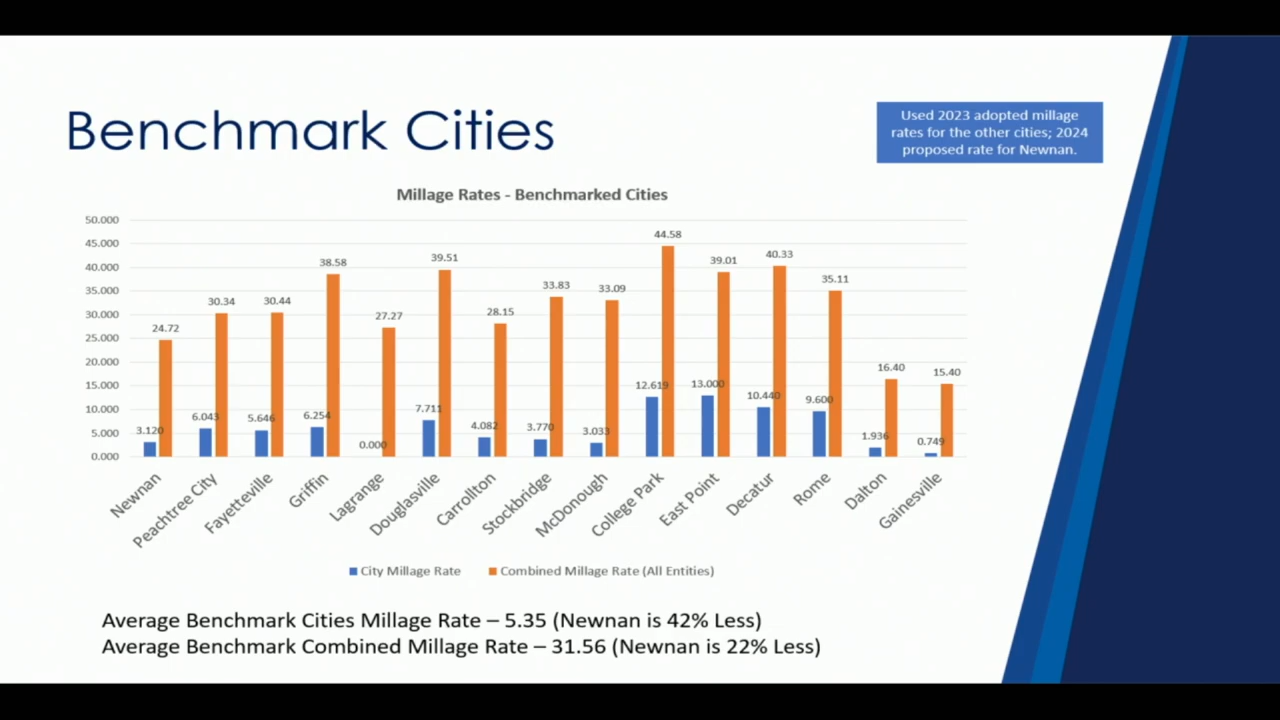 Benchmark Cities
Used 2023 adopted millage
rates for the other cities; 2024
proposed rate for Newnan.
Millage Rates - Benchmarked Cities
50.000
45.000
40.000
35.000
30.000
25.000
20.000
15.000
10.000
5.000
0.000
3.120
24.72
6.043
30.34
5.646
30.44
6.254
38.58
0.000
27.27
7.711
39.51
4.082
28.15
3.770
33.83
3.033
33.09
12.619
44.58
13.000
39.01
10.440
40.33
9.600
35.11
1.936
16.40
0.749
15.40
Newnan
Peachtree City
Fayetteville
Griffin
Lagrange
Douglasville
Carrollton
Stockbridge
McDonough
College Park
East Point
Decatur
Rome
Dalton
Gainesville
City Millage Rate
Combined Millage Rate (All Entities)
Average Benchmark Cities Millage Rate – 5.35 (Newnan is 42% Less)
Average Benchmark Combined Millage Rate – 31.56 (Newnan is 22% Less)